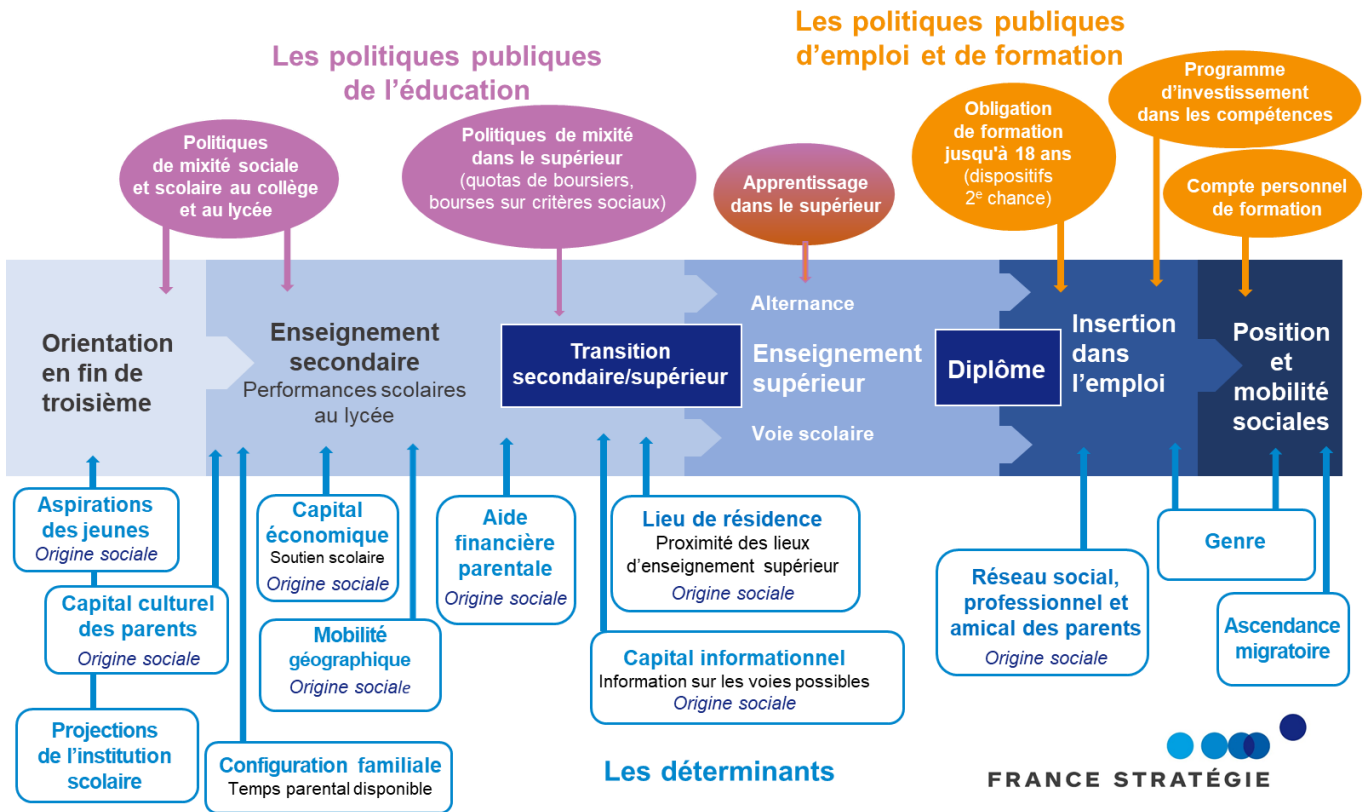 Les politiques publiques
de l'éducation
Les politiques publiques
d'emploi et de formation
Politiques
de mixité sociale
et scolaire au collège
et au lycée
Politiques de mixité
dans le supérieur
(quotas de boursiers,
bourses sur critères sociaux)
Apprentissage
dans le supérieur
Obligation
de formation
jusqu'à 18 ans
(dispositifs
2e chance)
Programme
d'investissement
dans les compétences
Compte personnel
de formation
Orientation
en fin de
troisième
Enseignement
secondaire
Performances scolaires
au lycée
Transition
secondaire/supérieur
Alternance
Enseignement
supérieur
Voie scolaire
Diplôme
Insertion
dans
l'emploi
Position
et
mobilité
sociales
Aspirations
des jeunes
Origine sociale
Capital culturel
des parents
Origine sociale
Projections
de l'institution
scolaire
Configuration familiale
Temps parental disponible
Capital
économique
Soutien scolaire
Origine sociale
Mobilité
géographique
Origine sociale
Aide
financière
parentale
Origine sociale
Lieu de résidence
Proximité des lieux
d'enseignement supérieur
Origine sociale
Capital informationnel
Information sur les voies possibles
Origine sociale
Réseau social,
professionnel et
amical des parents
Origine sociale
Genre
Ascendance
migratoire
Les déterminants
FRANCE STRATÉGIE